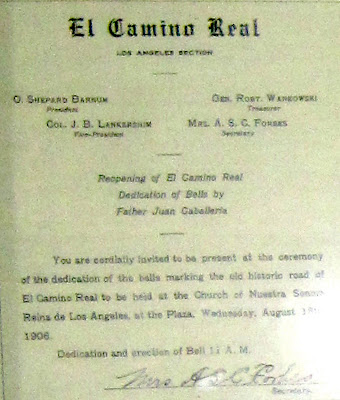 El Camino Real
LOS ANGELES SECTION
O. SHEPARD BARNUM
President
GEN. ROBT. WANKOWSKI
Treasurer
COL. J. B. LANKERSHIM
Vice-President
MRS. A. S. C. FORBES
Secretary
Reopening of El Camino Real
Dedication of Bells by
Father Juan Caballeria
You are cordially invited to be present at the ceremony
of the dedication of the bells marking the old historic road of
El Camino Real to be held at the Church of Nuestra Senora
Reina de Los Angeles, at the Plaza, Wednesday, August
1906.
Dedication and erection of Bell 11 A. M.
Mrs A S C Forbes
Secretary.